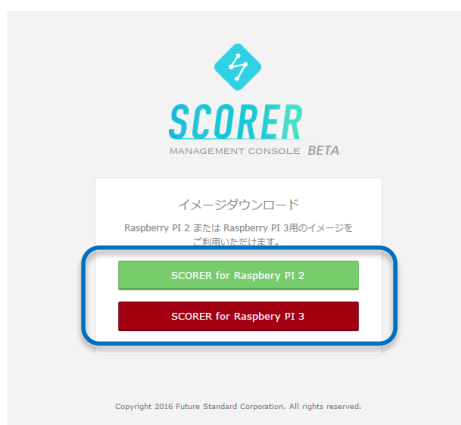 SCORER
MANAGEMENT CONSOLE BETA
イメージダウンロード
Raspberry PI 2 または Raspberry PI 3用のイメージを
ご利用いただけます。
SCORER for Raspbery PI 2
SCORER for Raspbery PI 3
Copyright 2016 Future Standard Corporation. All rights reserved.